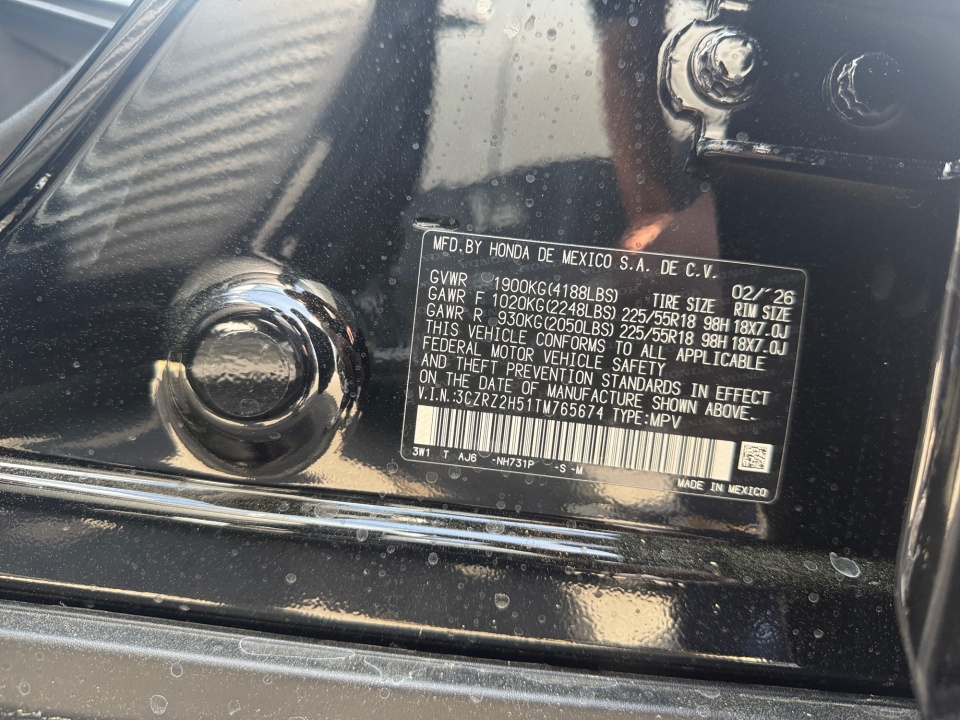 MFD.BY HONDA DE MEXICO S.A. DE C.V.
02/'26
GVWR 1900KG(4188LBS) TIRE SIZE RIM SIZE
GAWR F 1020KG(2248LBS) 225/55R18 98H 18X7.0J
GAWR R 930KG(2050LBS) 225/55R18 98H 18X7.0J
THIS VEHICLE CONFORMS TO ALL APPLICABLE
FEDERAL MOTOR VEHICLE SAFETY
AND THEFT PREVENTION STANDARDS IN EFFECT
ON THE DATE OF MANUFACTURE SHOWN ABOVE.
V.I.N.:3CZRZ2H51TM765674 TYPE:MPV
3W1 T AJ6 -NH731P -S -M
MADE IN MEXICO